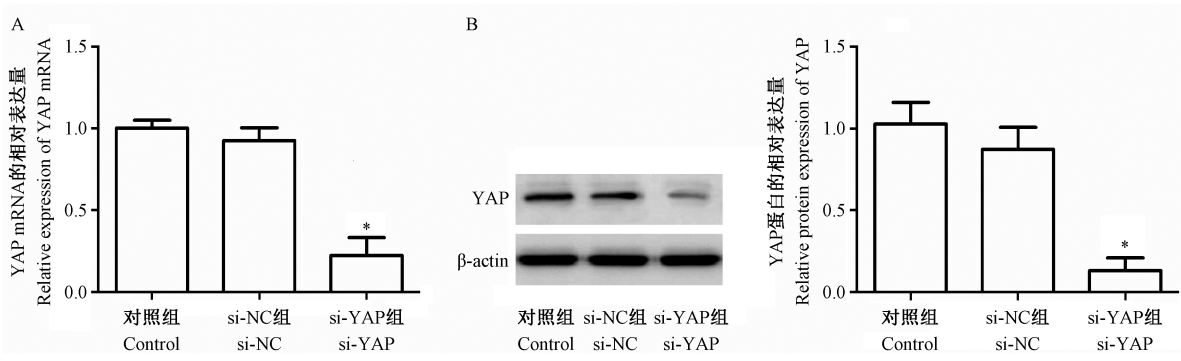 A
YAP mRNA的相对表达量
Relative expression of YAP mRNA
1.5
1.0
0.5
0.0
*
对照组 si-NC组 si-YAP组
Control si-NC si-YAP
B
YAP
β-actin
对照组 si-NC组 si-YAP组
Control si-NC si-YAP
YAP蛋白的相对表达量
Relative protein expression of YAP
1.5
1.0
0.5
0.0
*
对照组 si-NC组 si-YAP组
Control si-NC si-YAP